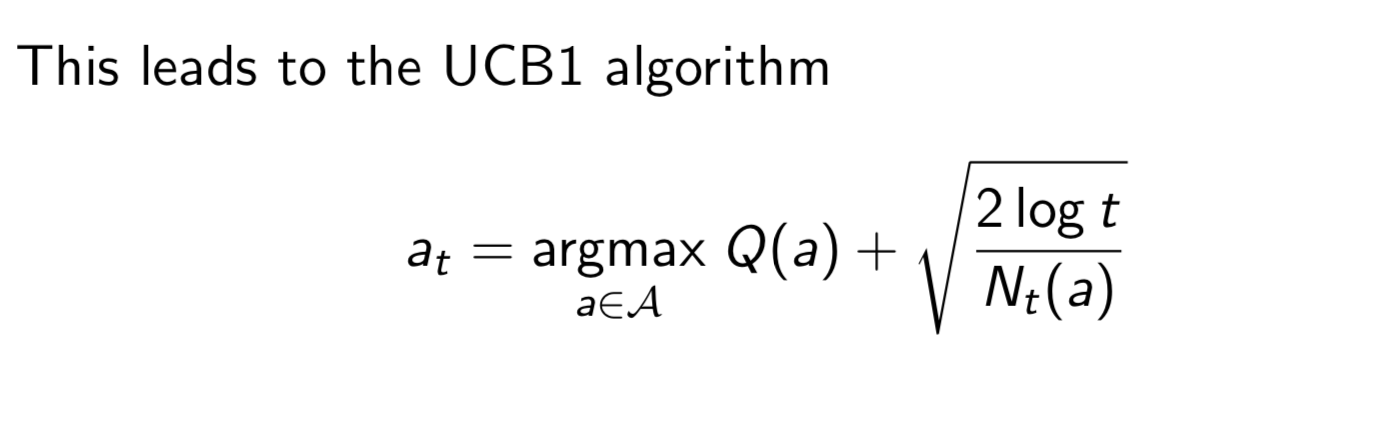 This leads to the UCB1 algorithm
a_t = argmax_{a∈𝒜} Q(a) + √(2 log t / N_t(a))